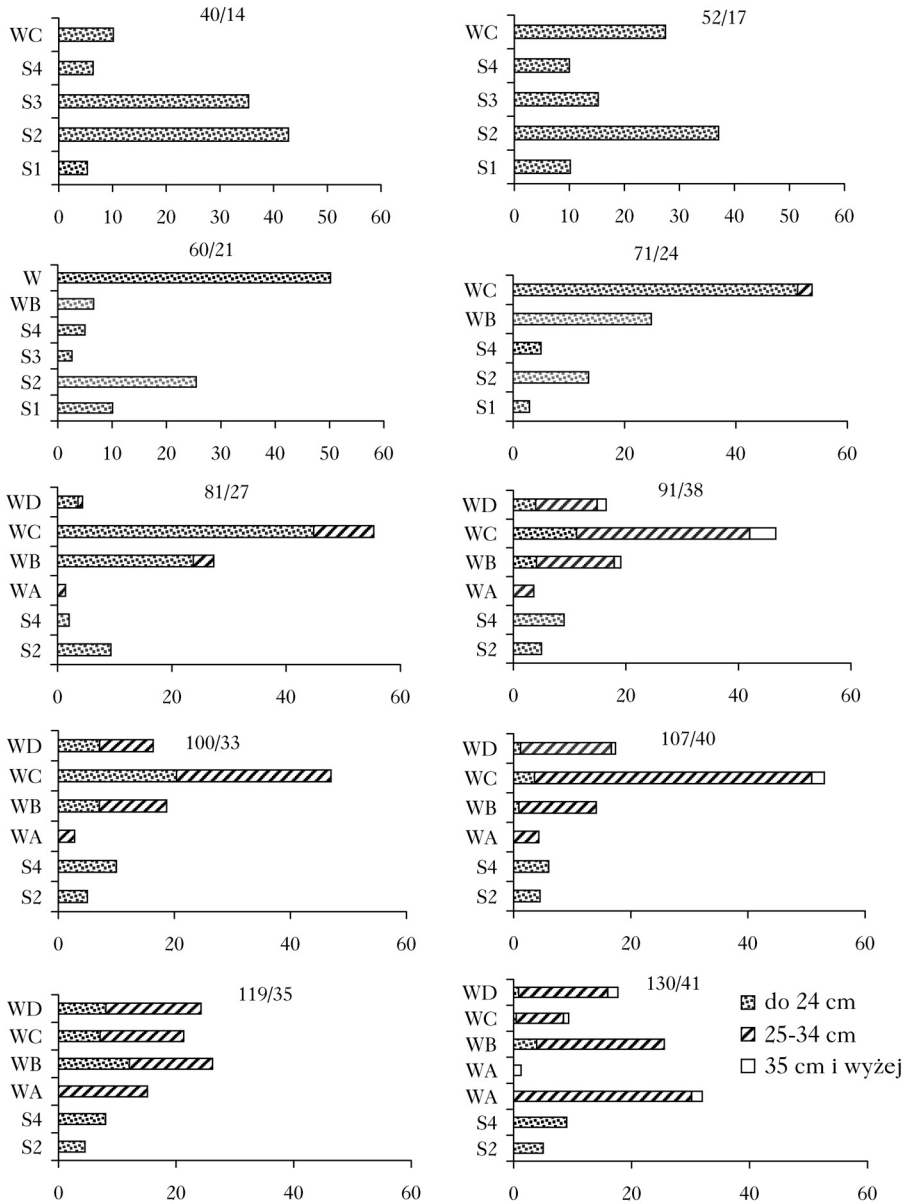 40/14
WC
S4
S3
S2
S1
0 10 20 30 40 50 60
52/17
WC
S4
S3
S2
S1
0 10 20 30 40 50 60
60/21
W
WB
S4
S3
S2
S1
0 10 20 30 40 50 60
71/24
WC
WB
S4
S2
S1
0 20 40 60
81/27
WD
WC
WB
WA
S4
S2
0 20 40 60
91/38
WD
WC
WB
WA
S4
S2
0 20 40 60
100/33
WD
WC
WB
WA
S4
S2
0 20 40 60
107/40
WD
WC
WB
WA
S4
S2
0 20 40 60
119/35
WD
WC
WB
WA
S4
S2
0 20 40 60
130/41
WD
WC
WB
WA
WA
S4
S2
0 20 40 60
do 24 cm
25-34 cm
35 cm i wyżej